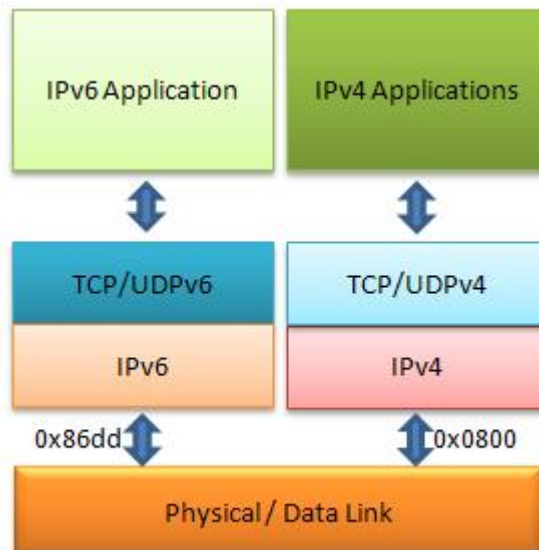 IPv6 Application
IPv4 Applications
TCP/UDPv6
TCP/UDPv4
IPv6
IPv4
0x86dd
0x0800
Physical / Data Link